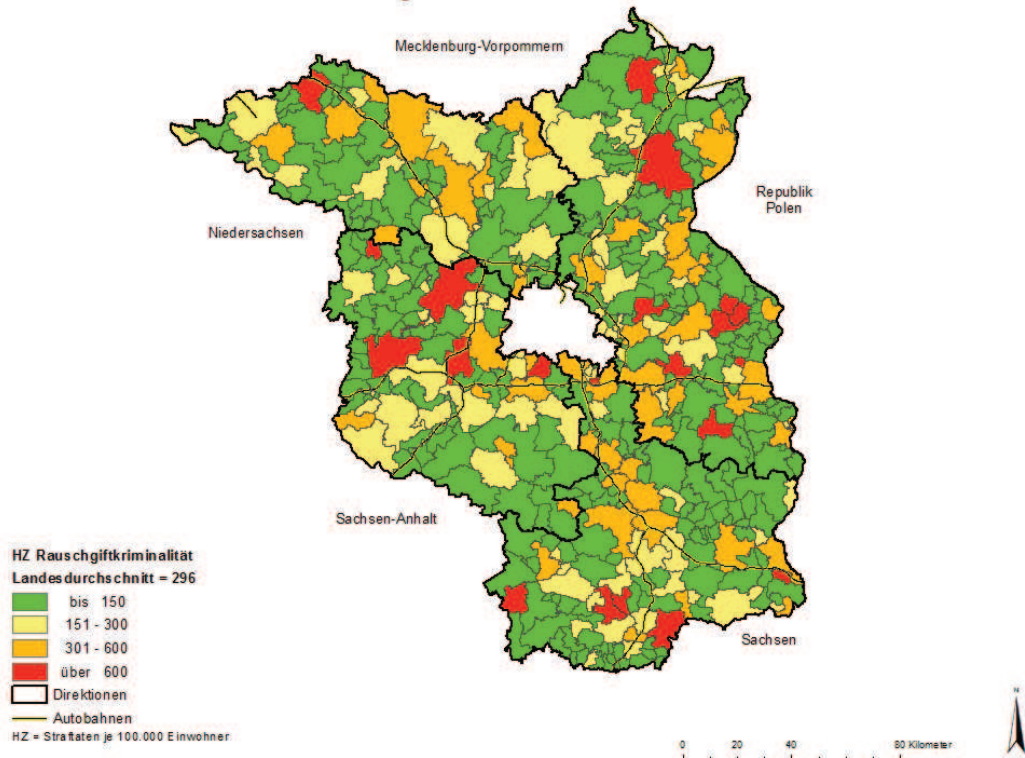 Mecklenburg-Vorpommern
Republik
Polen
Niedersachsen
Sachsen-Anhalt
Sachsen
HZ Rauschgiftkriminalität
Landesdurchschnitt = 296
bis 150
151 - 300
301 - 600
über 600
Direktionen
Autobahnen
HZ = Straftaten je 100.000 Einwohner
N
0 20 40 80 Kilometer